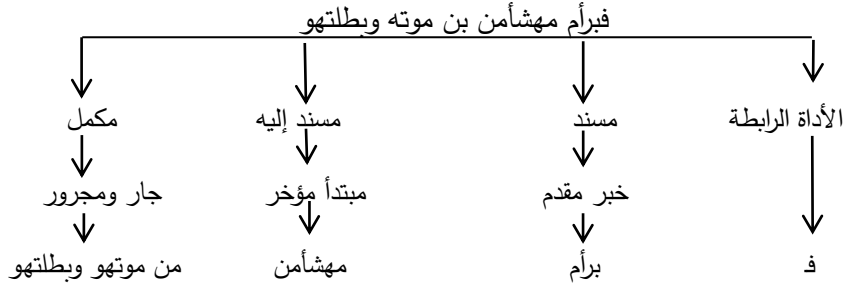 فبرأم مهشأمن بن موته وبطلتهو
الأداة الرابطة مسند مسند إليه مكمل
خبر مقدم مبتدأ مؤخر جار ومجرور
فـ برأم مهشأمن من موتهو وبطلتهو